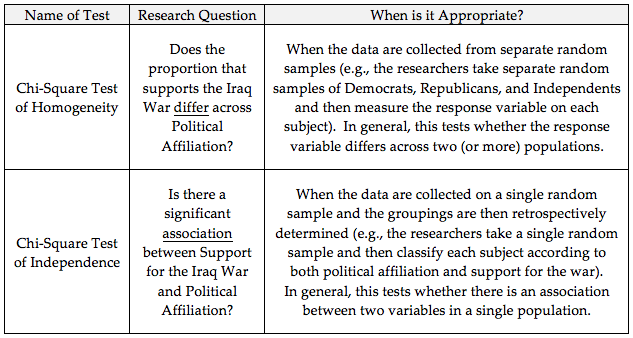 Name of Test
Research Question
When is it Appropriate?
Chi-Square Test
of Homogeneity
Does the
proportion that
supports the Iraq
War differ across
Political
Affiliation?
When the data are collected from separate random
samples (e.g., the researchers take separate random
samples of Democrats, Republicans, and Independents
and then measure the response variable on each
subject). In general, this tests whether the response
variable differs across two (or more) populations.
Chi-Square Test
of Independence
Is there a
significant
association
between Support
for the Iraq War
and Political
Affiliation?
When the data are collected on a single random
sample and the groupings are then retrospectively
determined (e.g., the researchers take a single random
sample and then classify each subject according to
both political affiliation and support for the war).
In general, this tests whether there is an association
between two variables in a single population.